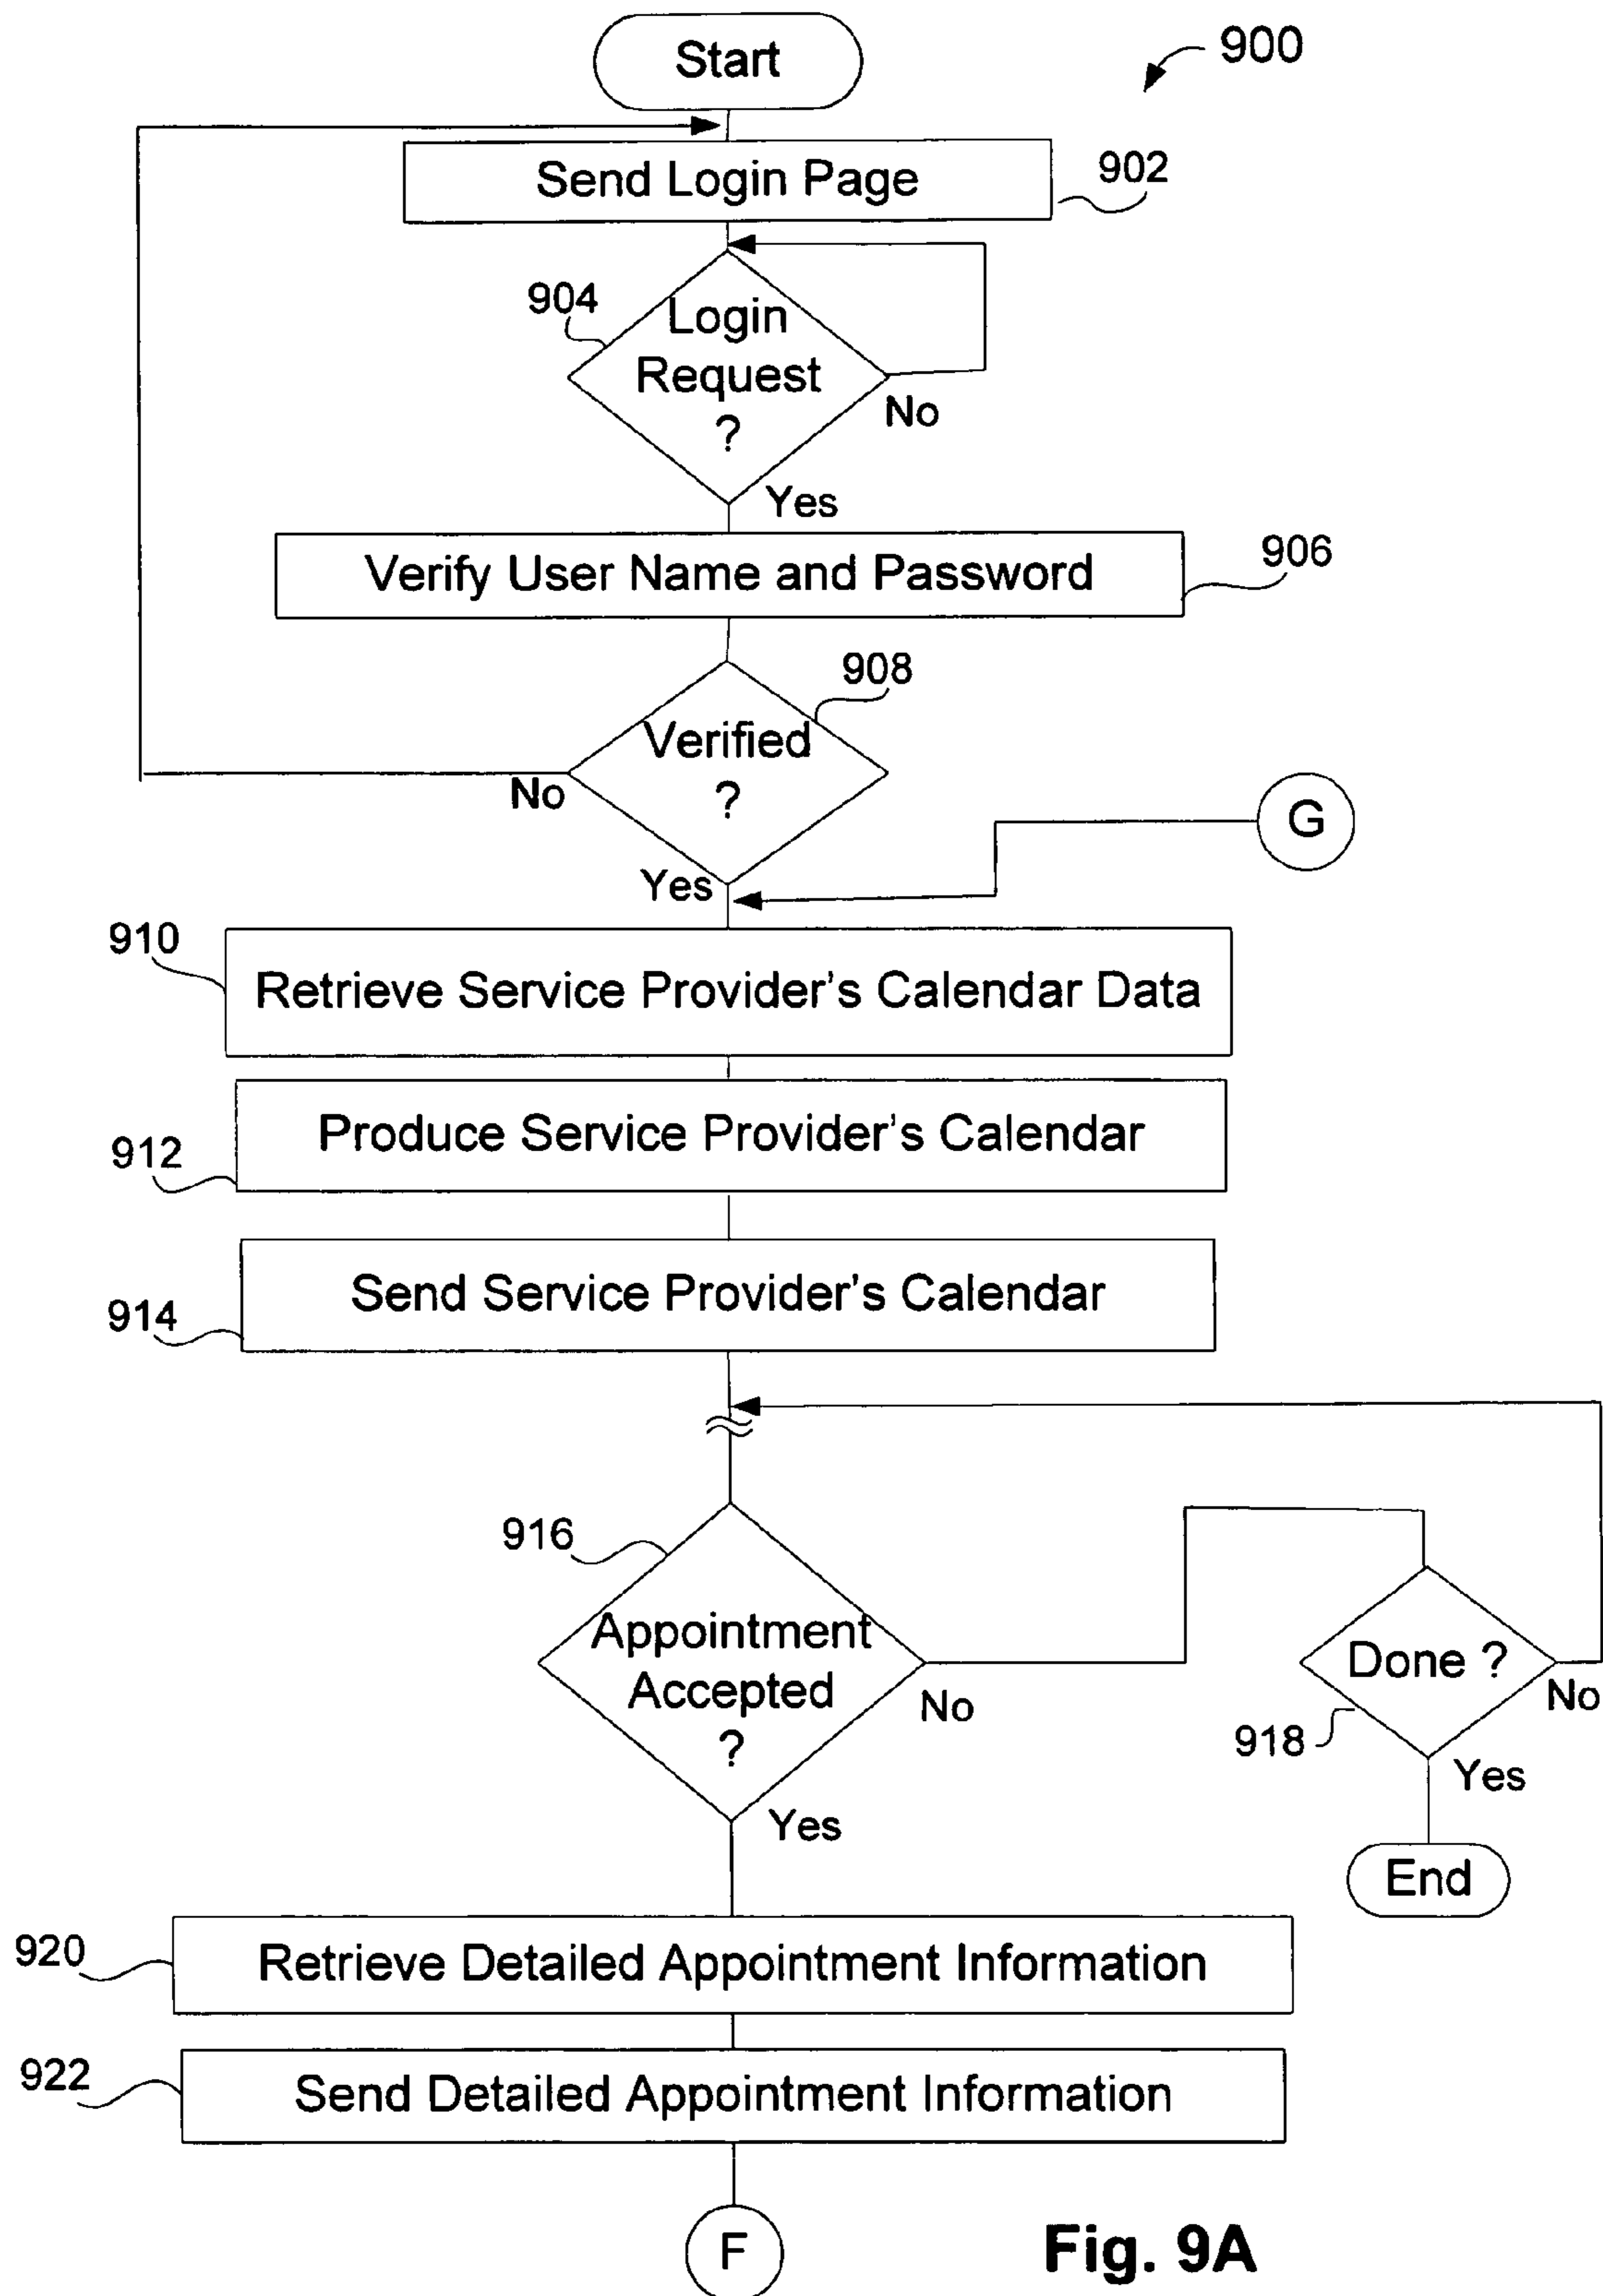 Start
900
Send Login Page
902
904
Login
Request
?
No
Yes
Verify User Name and Password
906
908
Verified
?
No
G
Yes
910
Retrieve Service Provider's Calendar Data
Produce Service Provider's Calendar
912
Send Service Provider's Calendar
914
916
Appointment
Accepted
?
No
Done ?
No
918
Yes
Yes
End
920
Retrieve Detailed Appointment Information
922
Send Detailed Appointment Information
F
Fig. 9A